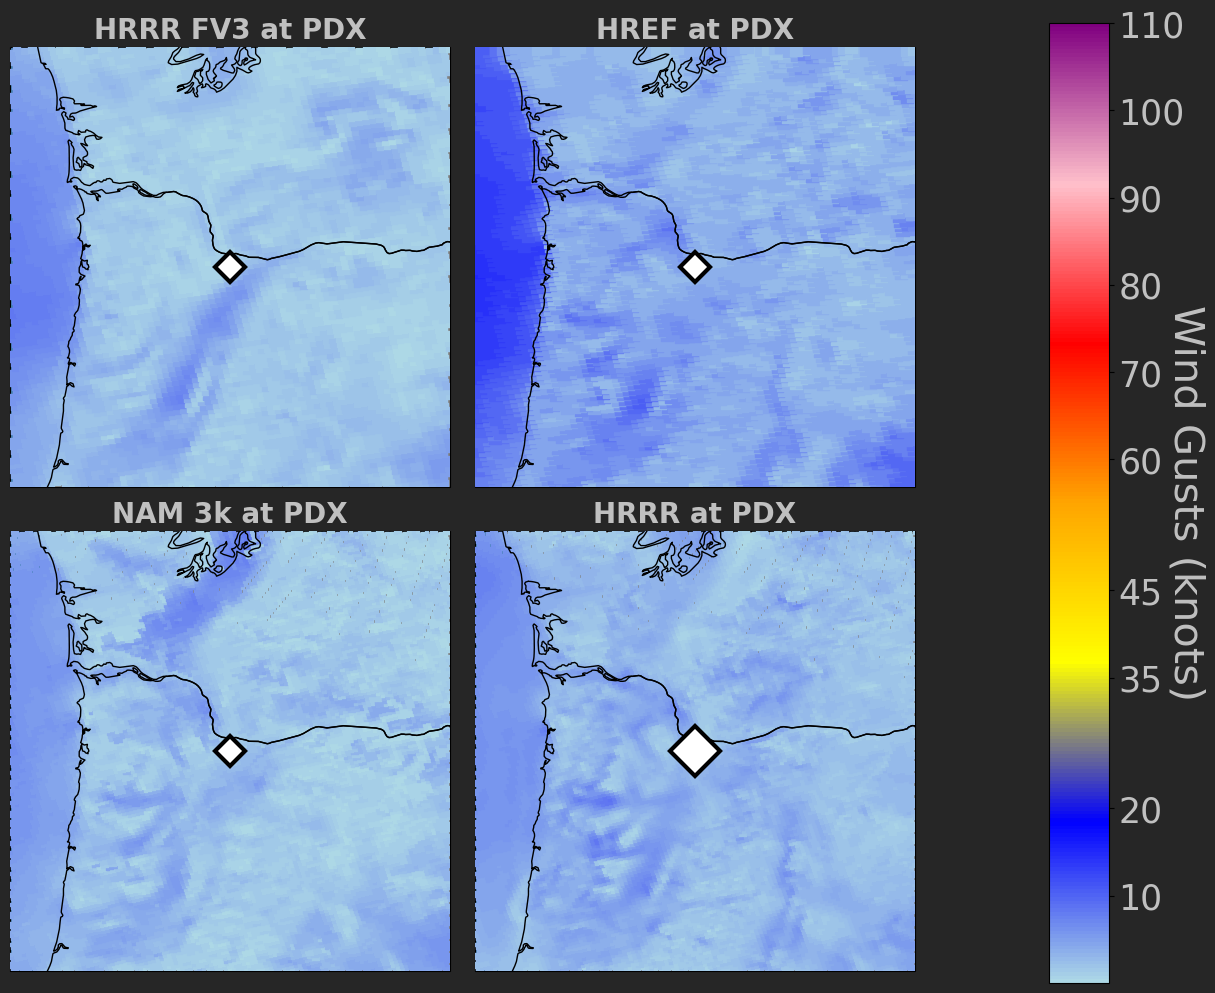 HRRR FV3 at PDX
HREF at PDX
NAM 3k at PDX
HRRR at PDX
110
100
90
80
70
60
45
35
20
10
Wind Gusts (knots)